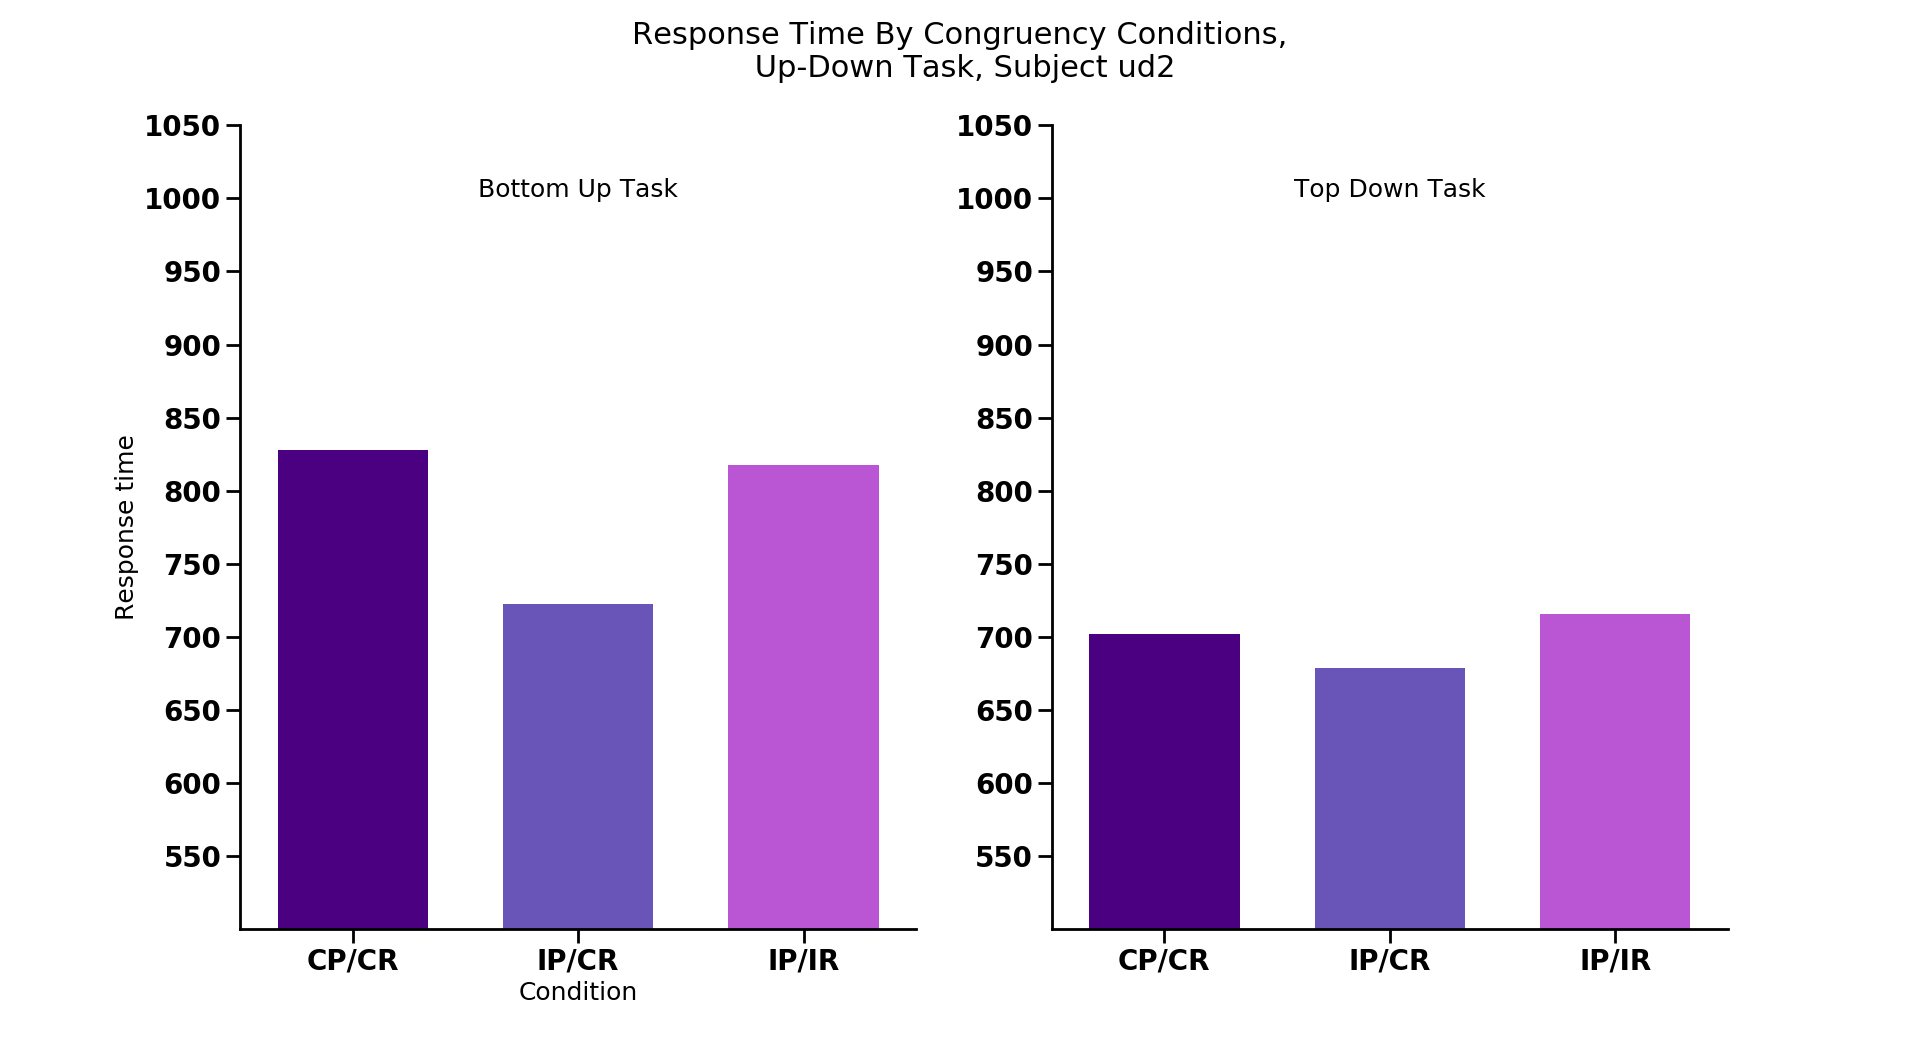 Response Time By Congruency Conditions,
Up-Down Task, Subject ud2
Bottom Up Task
1050
1000
950
900
850
800
750
700
650
600
550
Response time
CP/CR IP/CR IP/IR
Condition
Top Down Task
1050
1000
950
900
850
800
750
700
650
600
550
CP/CR IP/CR IP/IR